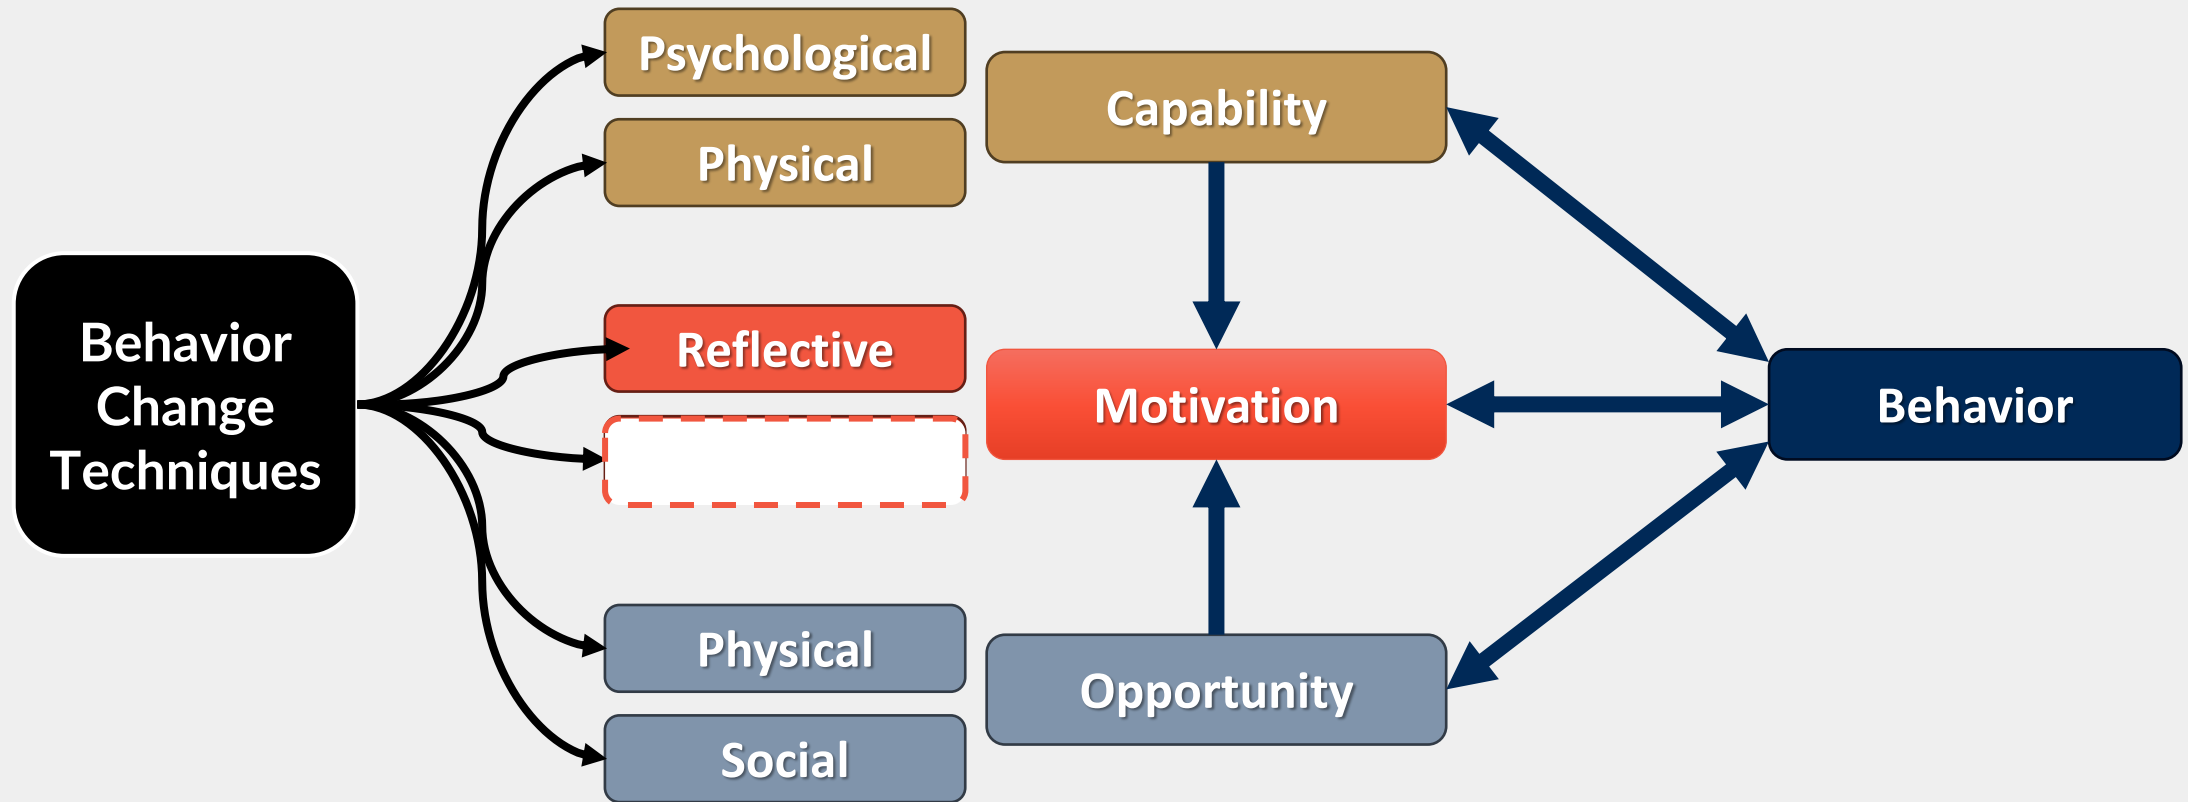 Behavior
Change
Techniques
Psychological
Physical
Reflective
Physical
Social
Capability
Motivation
Opportunity
Behavior